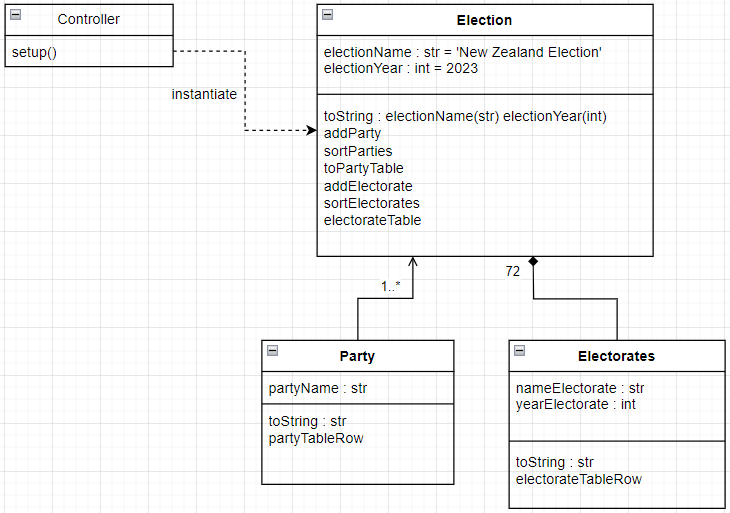 Controller
setup()
instantiate
Election
electionName : str = 'New Zealand Election'
electionYear : int = 2023
toString : electionName(str) electionYear(int)
addParty
sortParties
toPartyTable
addElectorate
sortElectorates
electorateTable
1..*
72
Party
partyName : str
toString : str
partyTableRow
Electorates
nameElectorate : str
yearElectorate : int
toString : str
electorateTableRow